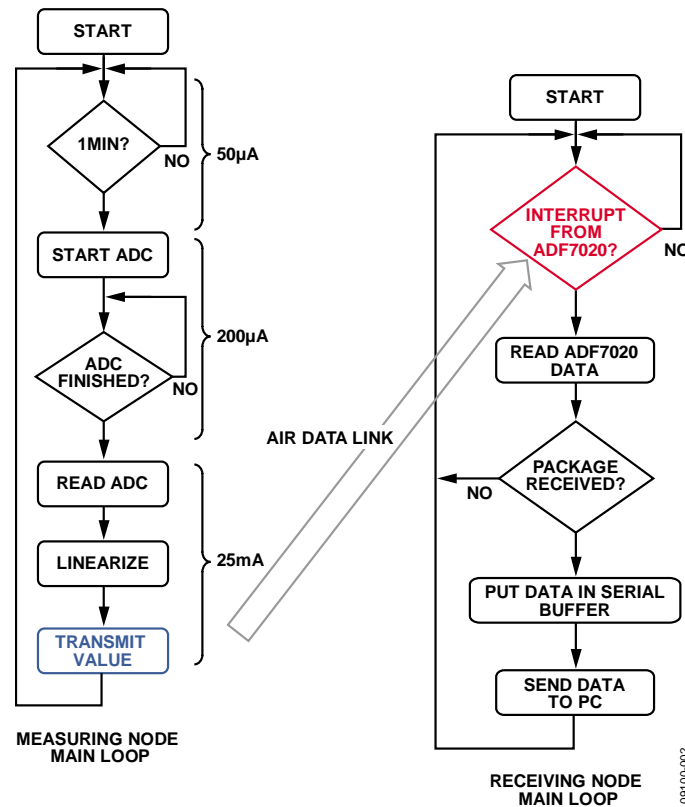 START
1MIN?
NO
50µA
START ADC
ADC
FINISHED?
NO
200µA
READ ADC
LINEARIZE
25mA
TRANSMIT
VALUE
MEASURING NODE
MAIN LOOP
AIR DATA LINK
START
INTERRUPT
FROM
ADF7020?
NO
READ ADF7020
DATA
PACKAGE
RECEIVED?
NO
PUT DATA IN SERIAL
BUFFER
SEND DATA
TO PC
RECEIVING NODE
MAIN LOOP
09100-002